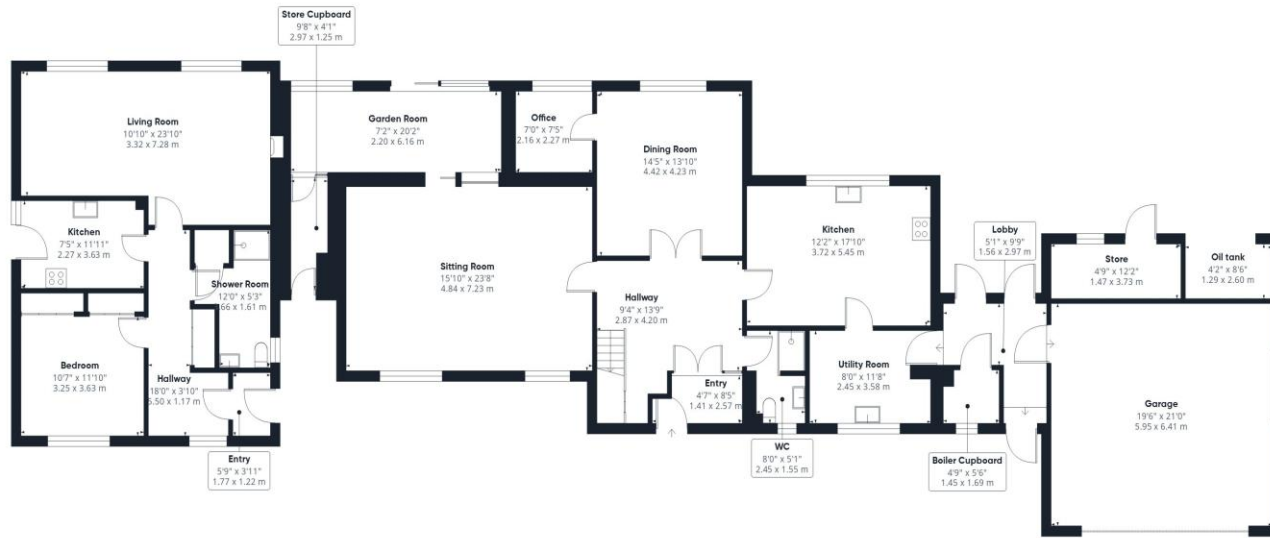 Store Cupboard
9'8" x 4'1"
2.97 x 1.25 m
Living Room
10'10" x 23'10"
3.32 x 7.28 m
Garden Room
7'2" x 20'2"
2.20 x 6.16 m
Office
7'0" x 7'5"
2.16 x 2.27 m
Dining Room
14'5" x 13'10"
4.42 x 4.23 m
Kitchen
7'5" x 11'11"
2.27 x 3.63 m
Shower Room
12'0" x 5'3"
.66 x 1.61 m
Sitting Room
15'10" x 23'8"
4.84 x 7.23 m
Hallway
9'4" x 13'9"
2.87 x 4.20 m
Kitchen
12'2" x 17'10"
3.72 x 5.45 m
Lobby
5'1" x 9'9"
1.56 x 2.97 m
Store
4'9" x 12'2"
1.47 x 3.73 m
Oil tank
4'2" x 8'6"
1.29 x 2.60 m
Bedroom
10'7" x 11'10"
3.25 x 3.63 m
Hallway
18'0" x 3'10"
5.50 x 1.17 m
Entry
4'7" x 8'5"
1.41 x 2.57 m
Utility Room
8'0" x 11'8"
2.45 x 3.58 m
Garage
19'6" x 21'0"
5.95 x 6.41 m
Entry
5'9" x 3'11"
1.77 x 1.22 m
WC
8'0" x 5'1"
2.45 x 1.55 m
Boiler Cupboard
4'9" x 5'6"
1.45 x 1.69 m